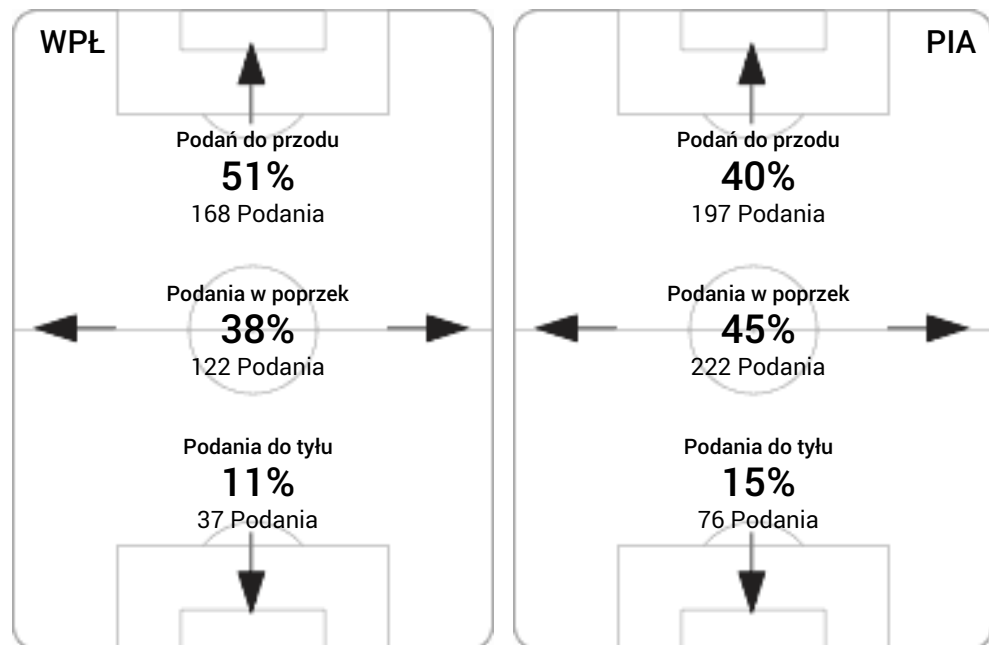 WPŁ
Podań do przodu
51%
168 Podania
Podania w poprzek
38%
122 Podania
Podania do tyłu
11%
37 Podania
PIA
Podań do przodu
40%
197 Podania
Podania w poprzek
45%
222 Podania
Podania do tyłu
15%
76 Podania